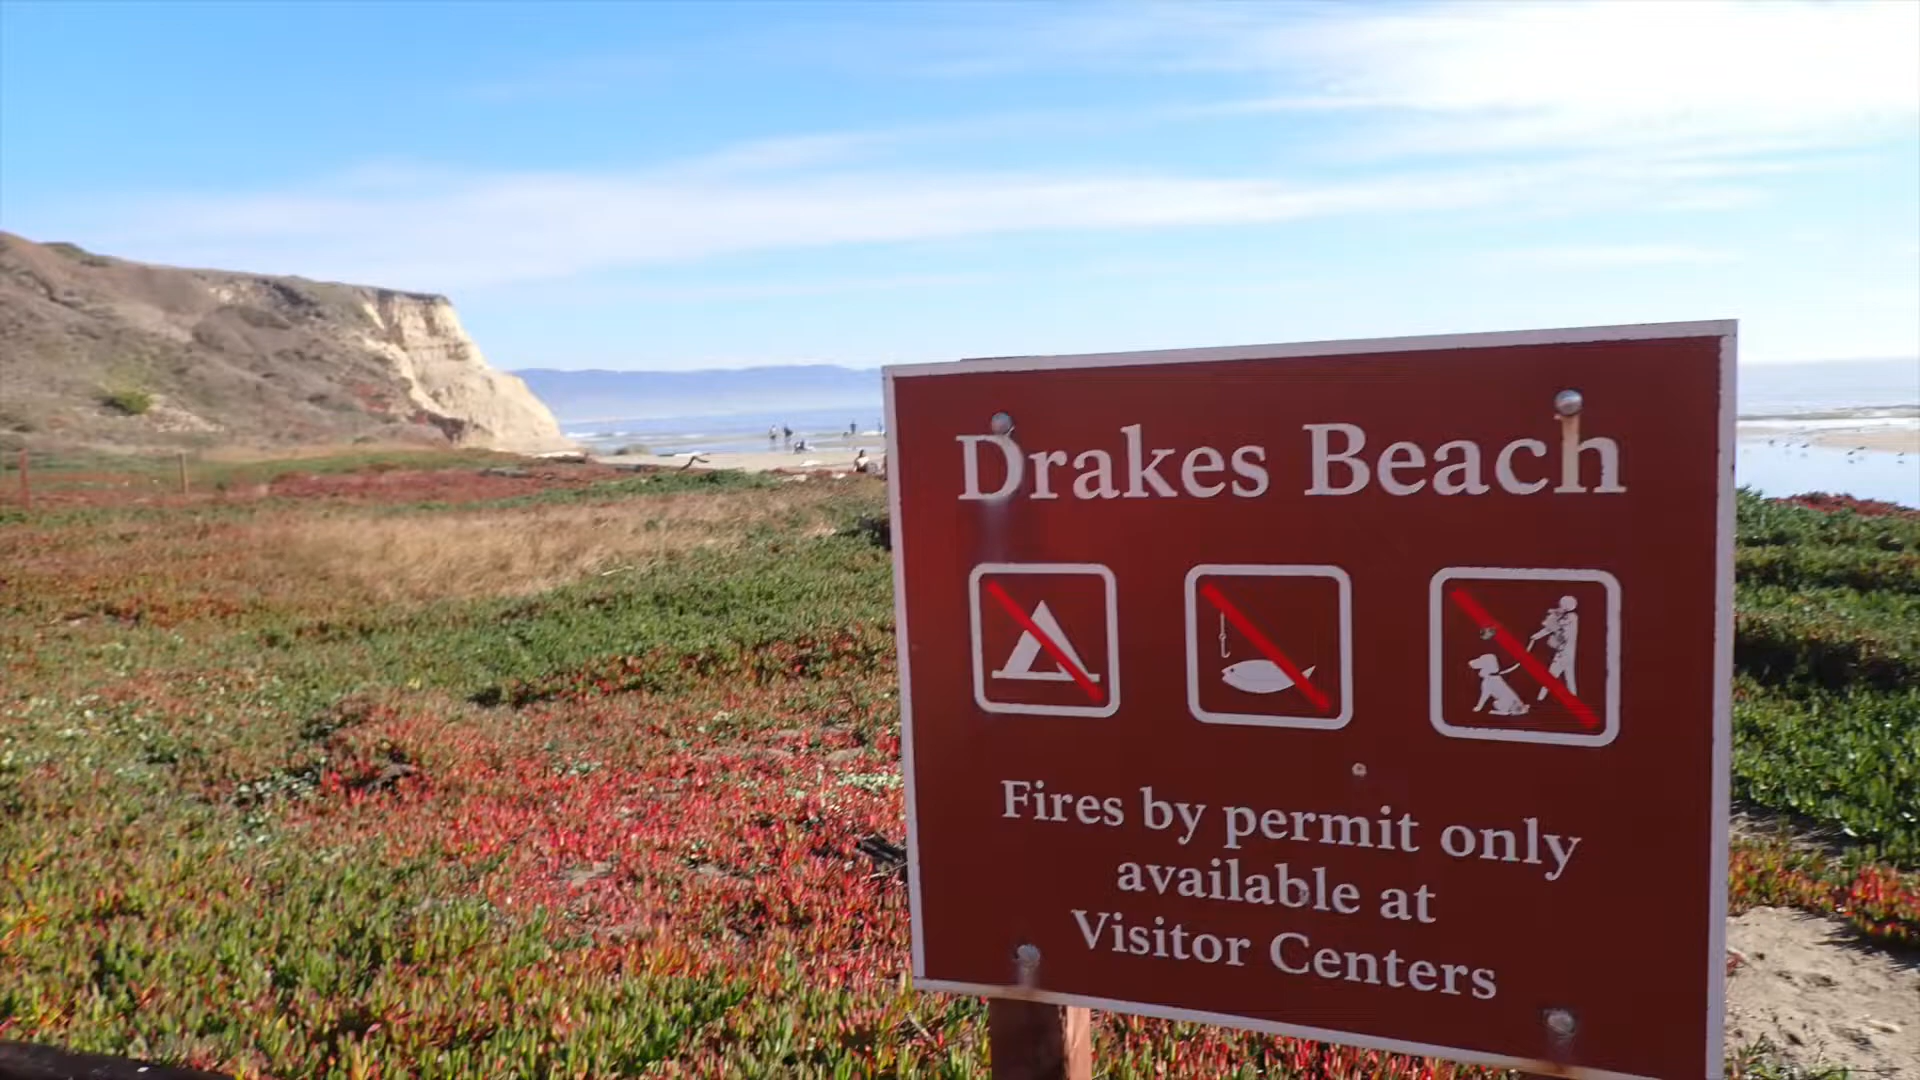 Drakes Beach
Fires by permit only
available at
Visitor Centers